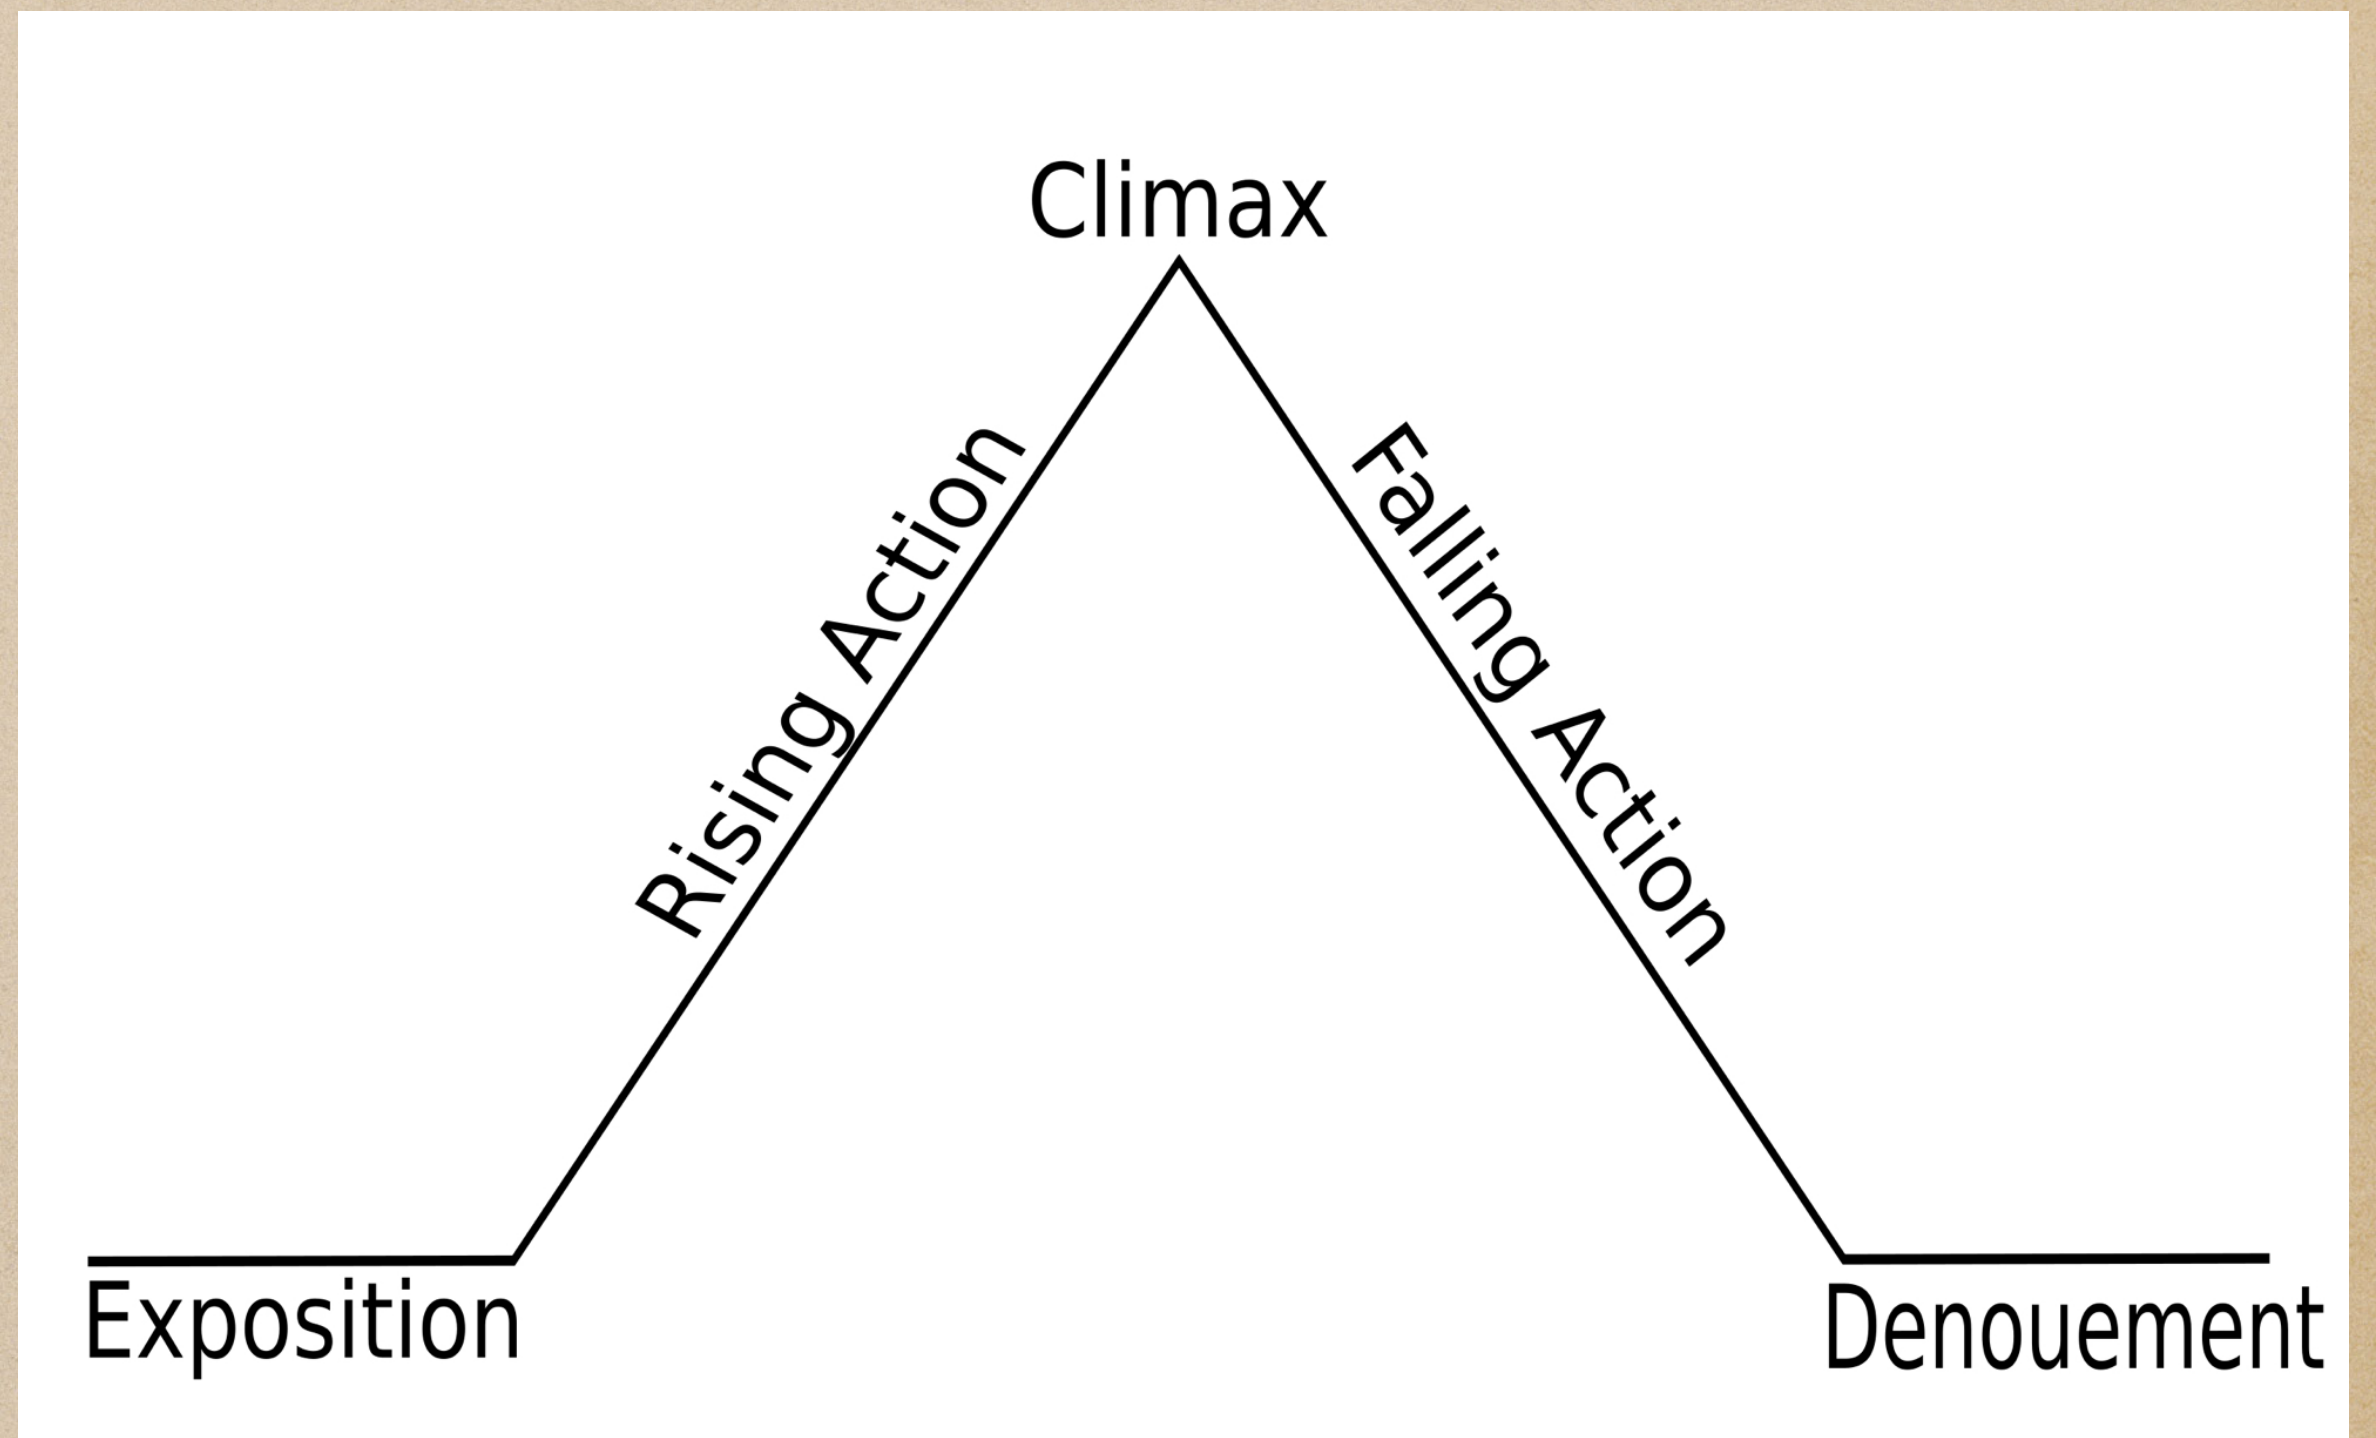 Climax
Rising Action
Falling Action
Exposition
Denouement